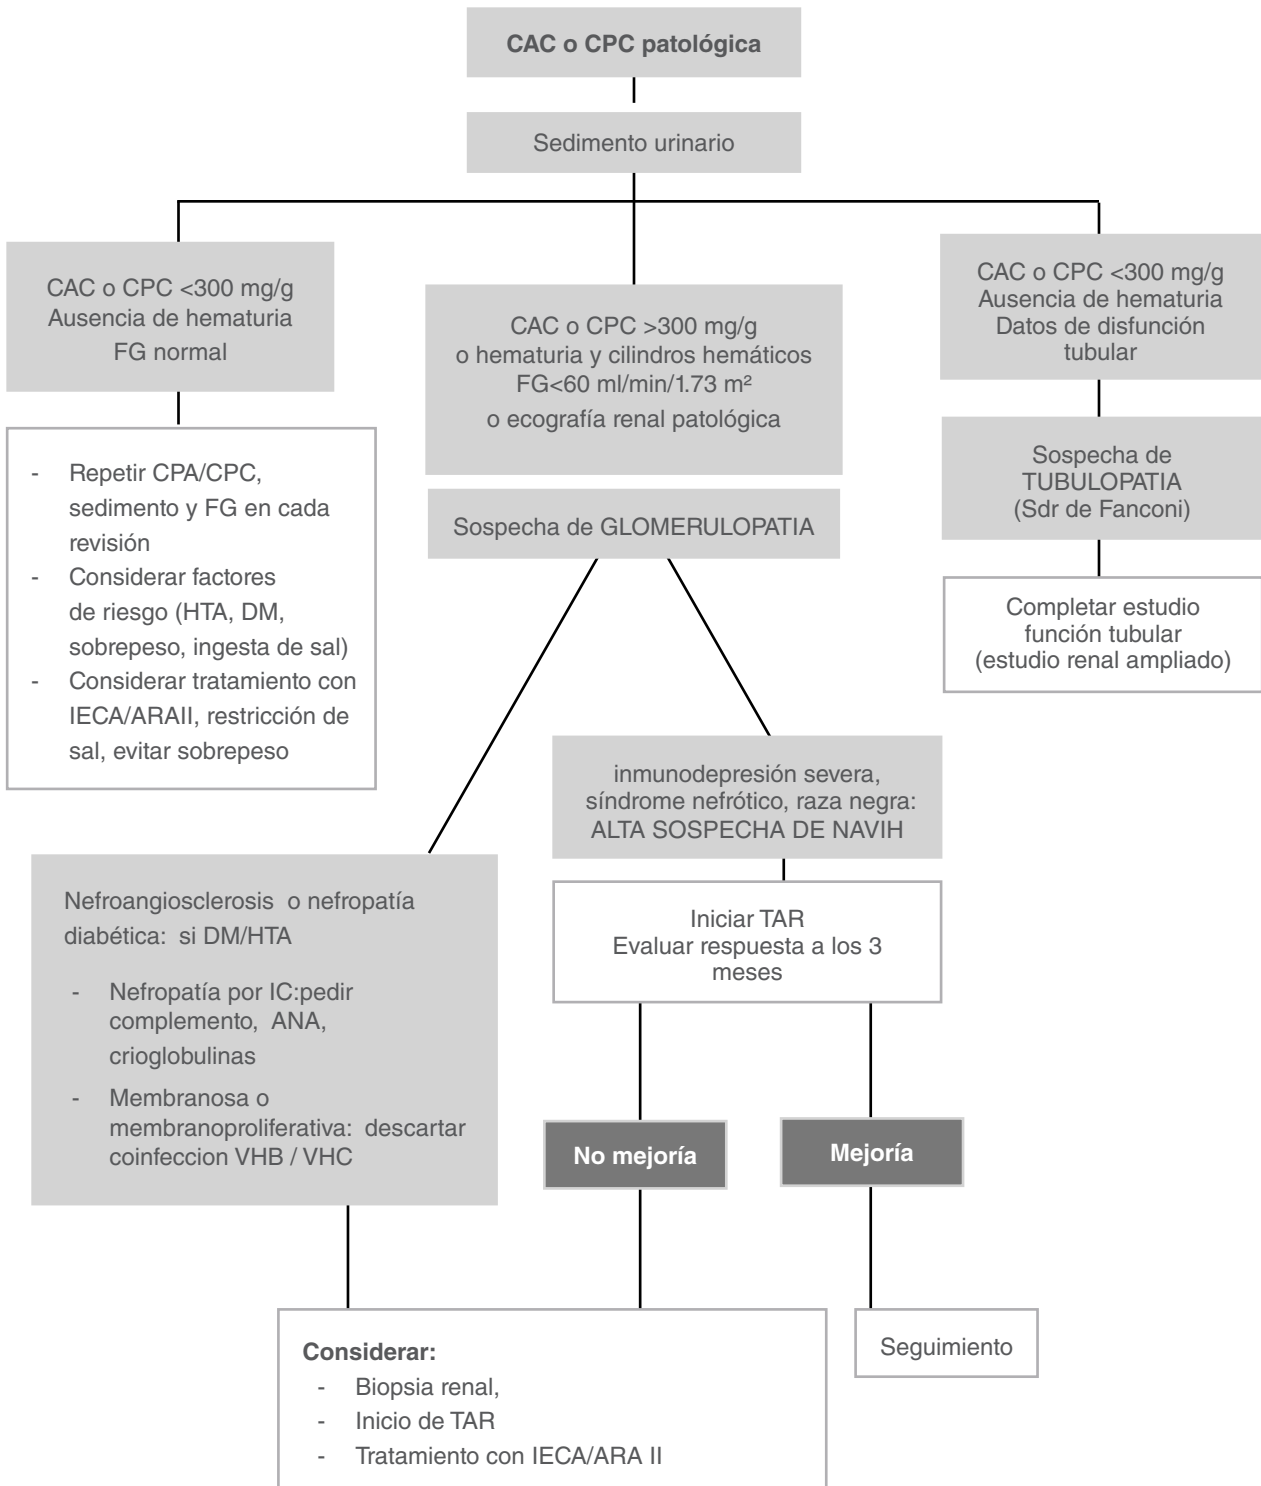 CAC o CPC patológica
Sedimento urinario
CAC o CPC <300 mg/g
Ausencia de hematuria
FG normal
- Repetir CPA/CPC,
sedimento y FG en cada
revisión
- Considerar factores
de riesgo (HTA, DM,
sobrepeso, ingesta de sal)
- Considerar tratamiento con
IECA/ARAII, restricción de
sal, evitar sobrepeso
CAC o CPC >300 mg/g
o hematuria y cilindros hemáticos
FG<60 ml/min/1.73 m²
o ecografía renal patológica
Sospecha de GLOMERULOPATIA
CAC o CPC <300 mg/g
Ausencia de hematuria
Datos de disfunción
tubular
Sospecha de
TUBULOPATIA
(Sdr de Fanconi)
Completar estudio
función tubular
(estudio renal ampliado)
Nefroangiosclerosis o nefropatía
diabética: si DM/HTA
- Nefropatía por IC:pedir
complemento, ANA,
crioglobulinas
- Membranosa o
membranoproliferativa: descartar
coinfeccion VHB / VHC
inmunodepresión severa,
síndrome nefrótico, raza negra:
ALTA SOSPECHA DE NAVIH
Iniciar TAR
Evaluar respuesta a los 3
meses
No mejoría
Mejoría
Considerar:
- Biopsia renal,
- Inicio de TAR
- Tratamiento con IECA/ARA II
Seguimiento